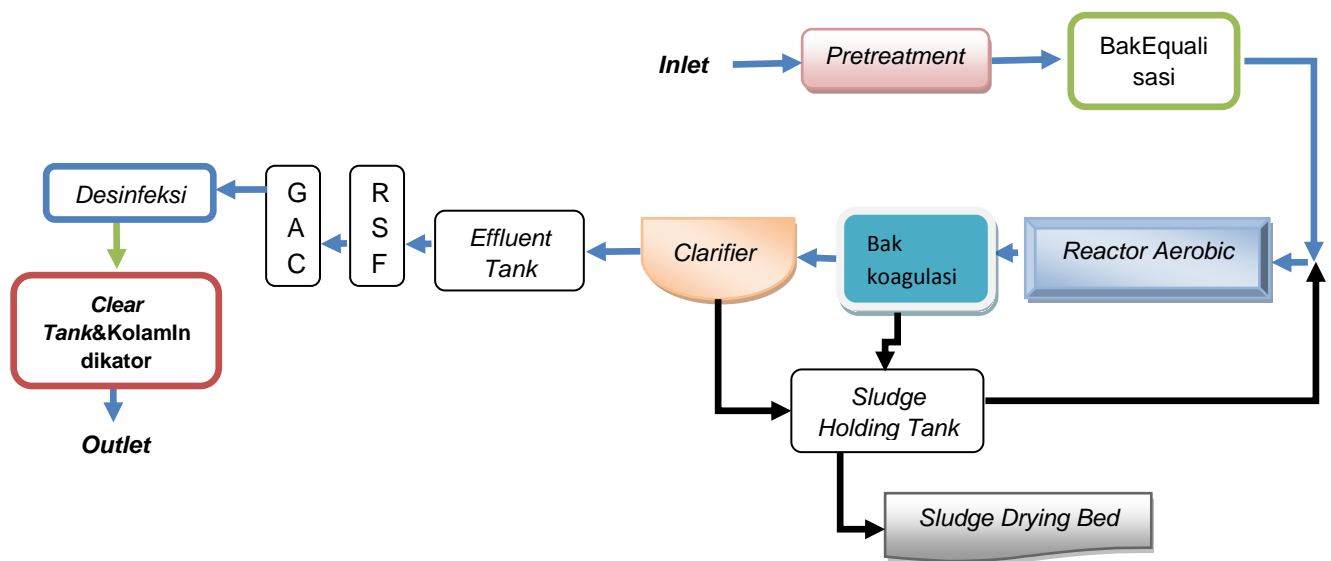 Inlet
Pretreatment
BakEquali
sasi
Desinfeksi
G
A
C
R
S
F
Effluent
Tank
Clarifier
Bak
koagulasi
Reactor Aerobic
Clear
Tank&KolamIn
dikator
Outlet
Sludge
Holding Tank
Sludge Drying Bed